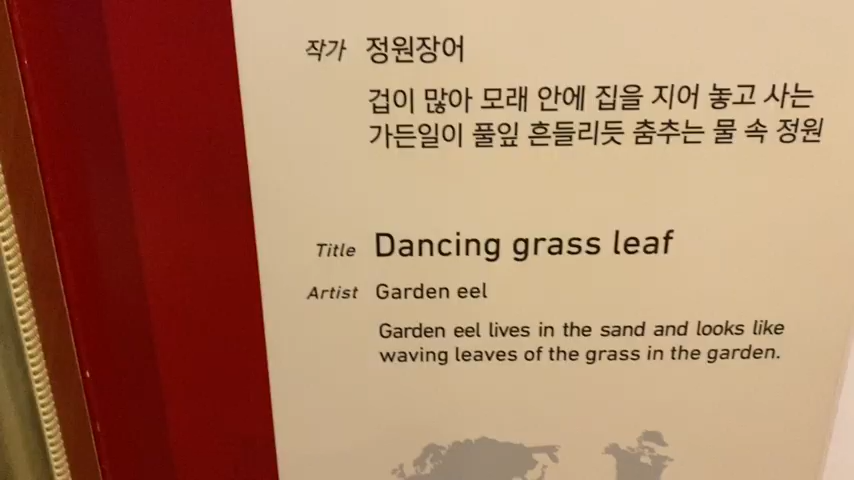 작가 정원장어
겁이 많아 모래 안에 집을 지어 놓고 사는
가든일이 풀잎 흔들리듯 춤추는 물 속 정원
Title Dancing grass leaf
Artist Garden eel
Garden eel lives in the sand and looks like
waving leaves of the grass in the garden.